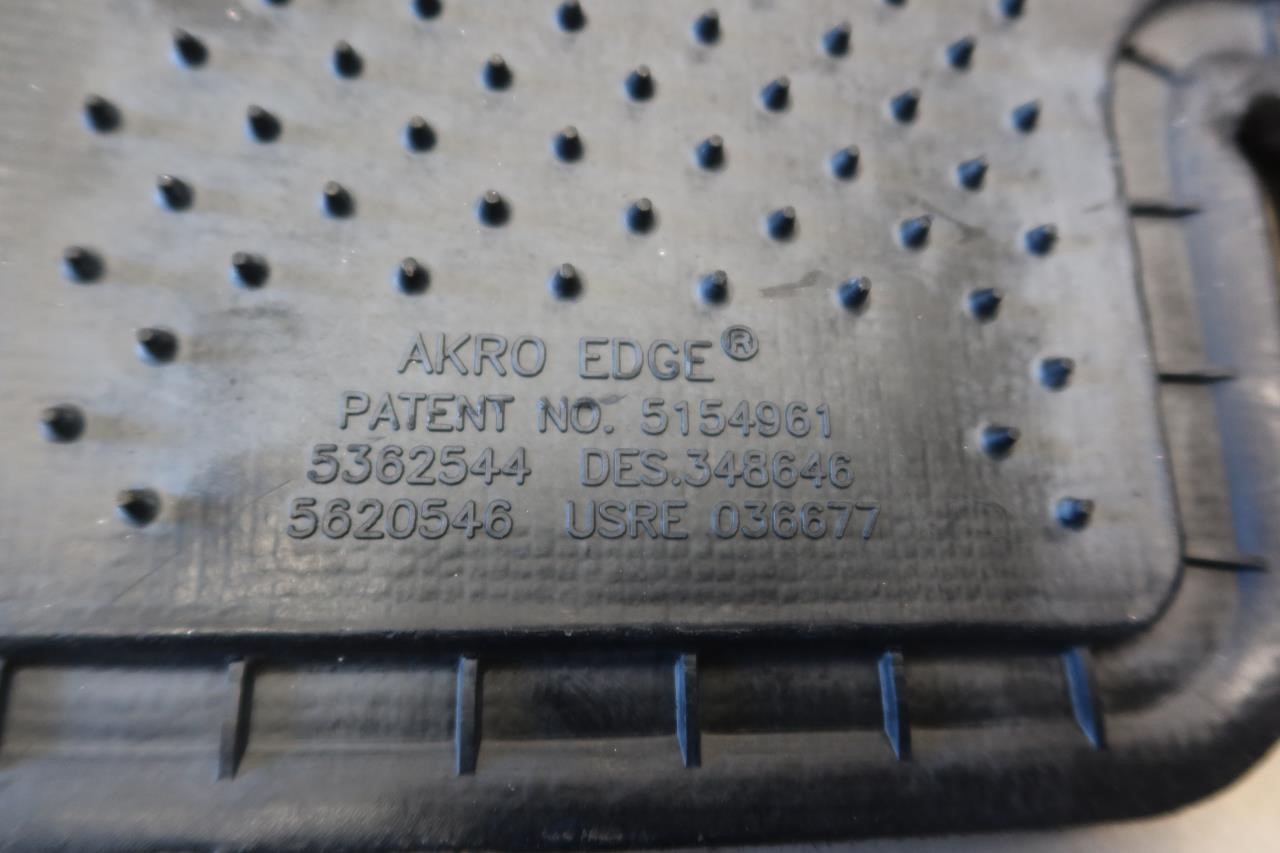 AKRO EDGE®
PATENT NO. 5154961
5362544 DES.348646
5620546 USRE 036677